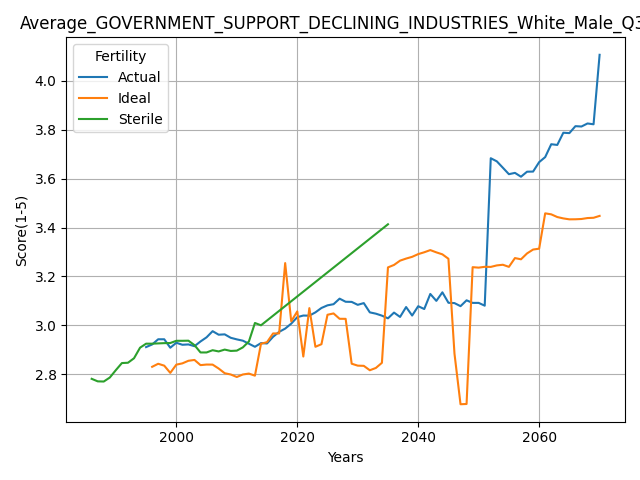 Average_GOVERNMENT_SUPPORT_DECLINING_INDUSTRIES_White_Male_Q3
Fertility
Actual
Ideal
Sterile
4.0
3.8
3.6
3.4
3.2
3.0
2.8
Score(1-5)
2000
2020
2040
2060
Years